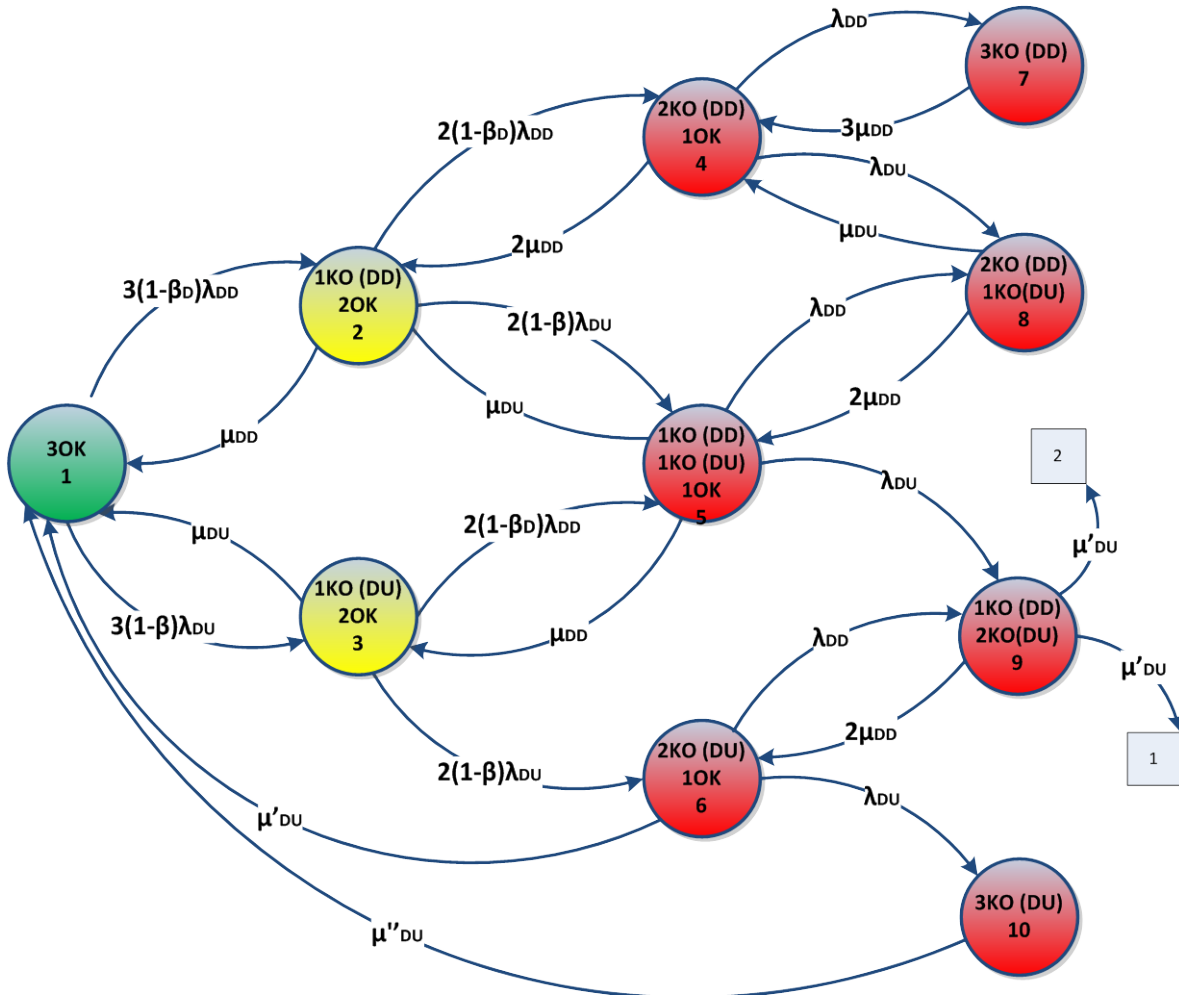 λDD
3KO (DD)
7
2KO (DD)
1OK
4
2(1-βD)λDD
3μDD
λDU
μDU
2μDD
1KO (DD)
2OK
2
3(1-βD)λDD
2KO (DD)
1KO(DU)
8
λDD
2(1-β)λDU
μDU
2μDD
μDD
3OK
1
1KO (DD)
1KO (DU)
1OK
5
2
λDU
2(1-βD)λDD
μDU
μ'DU
1KO (DU)
2OK
3
3(1-β)λDU
μDD
λDD
1KO (DD)
2KO(DU)
9
μ'DU
2μDD
2KO (DU)
1OK
6
1
2(1-β)λDU
λDU
μ'DU
3KO (DU)
10
μ''DU